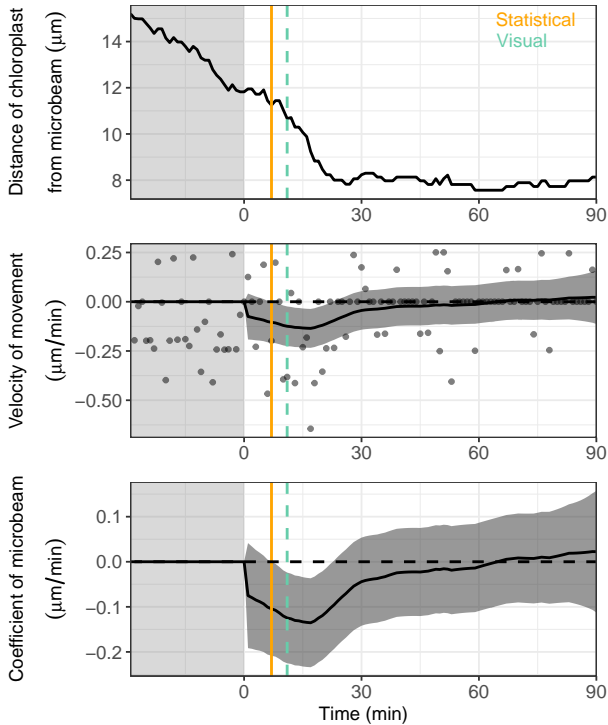 Distance of chloroplast
from microbeam (μm)
Statistical
Visual
14
12
10
8
0
30
60
90
Velocity of movement
(μm/min)
0.25
0.00
−0.25
−0.50
0
30
60
90
Coefficient of microbeam
(μm/min)
0.1
0.0
−0.1
−0.2
0
30
60
90
Time (min)